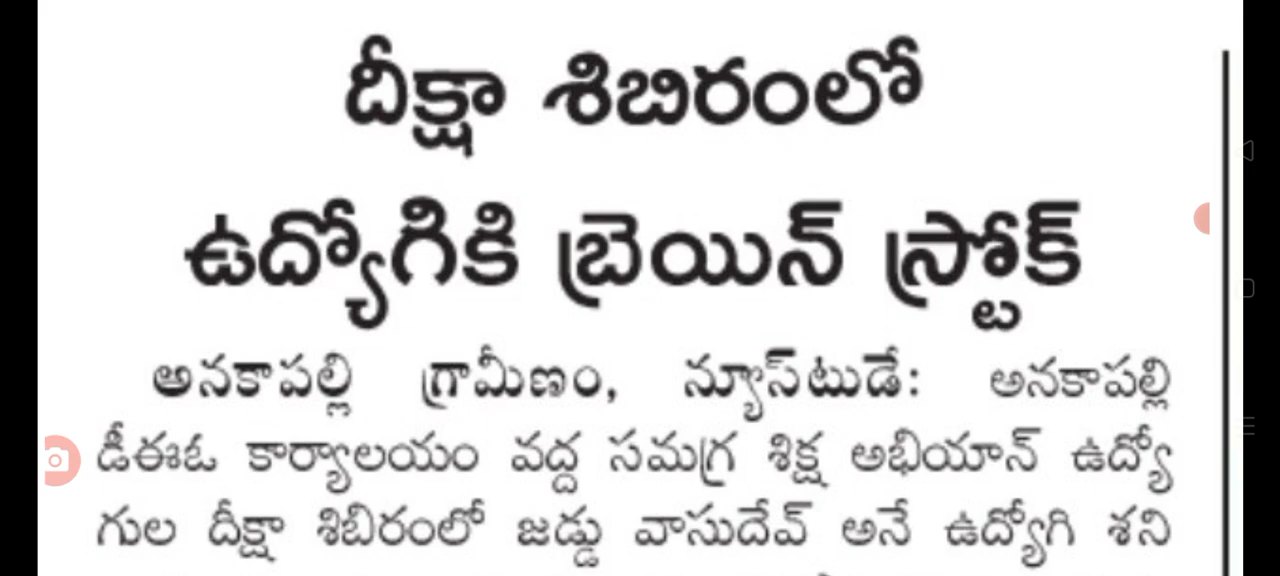 దీక్షా శిబిరంలో
ఉద్యోగికి బ్రెయిన్ స్ట్రోక్
అనకాపల్లి గ్రామీణం, న్యూస్‌టుడే: అనకాపల్లి
డీఈఓ కార్యాలయం వద్ద సమగ్ర శిక్ష అభియాన్ ఉద్యో
గుల దీక్షా శిబిరంలో జడ్డు వాసుదేవ్ అనే ఉద్యోగి శని